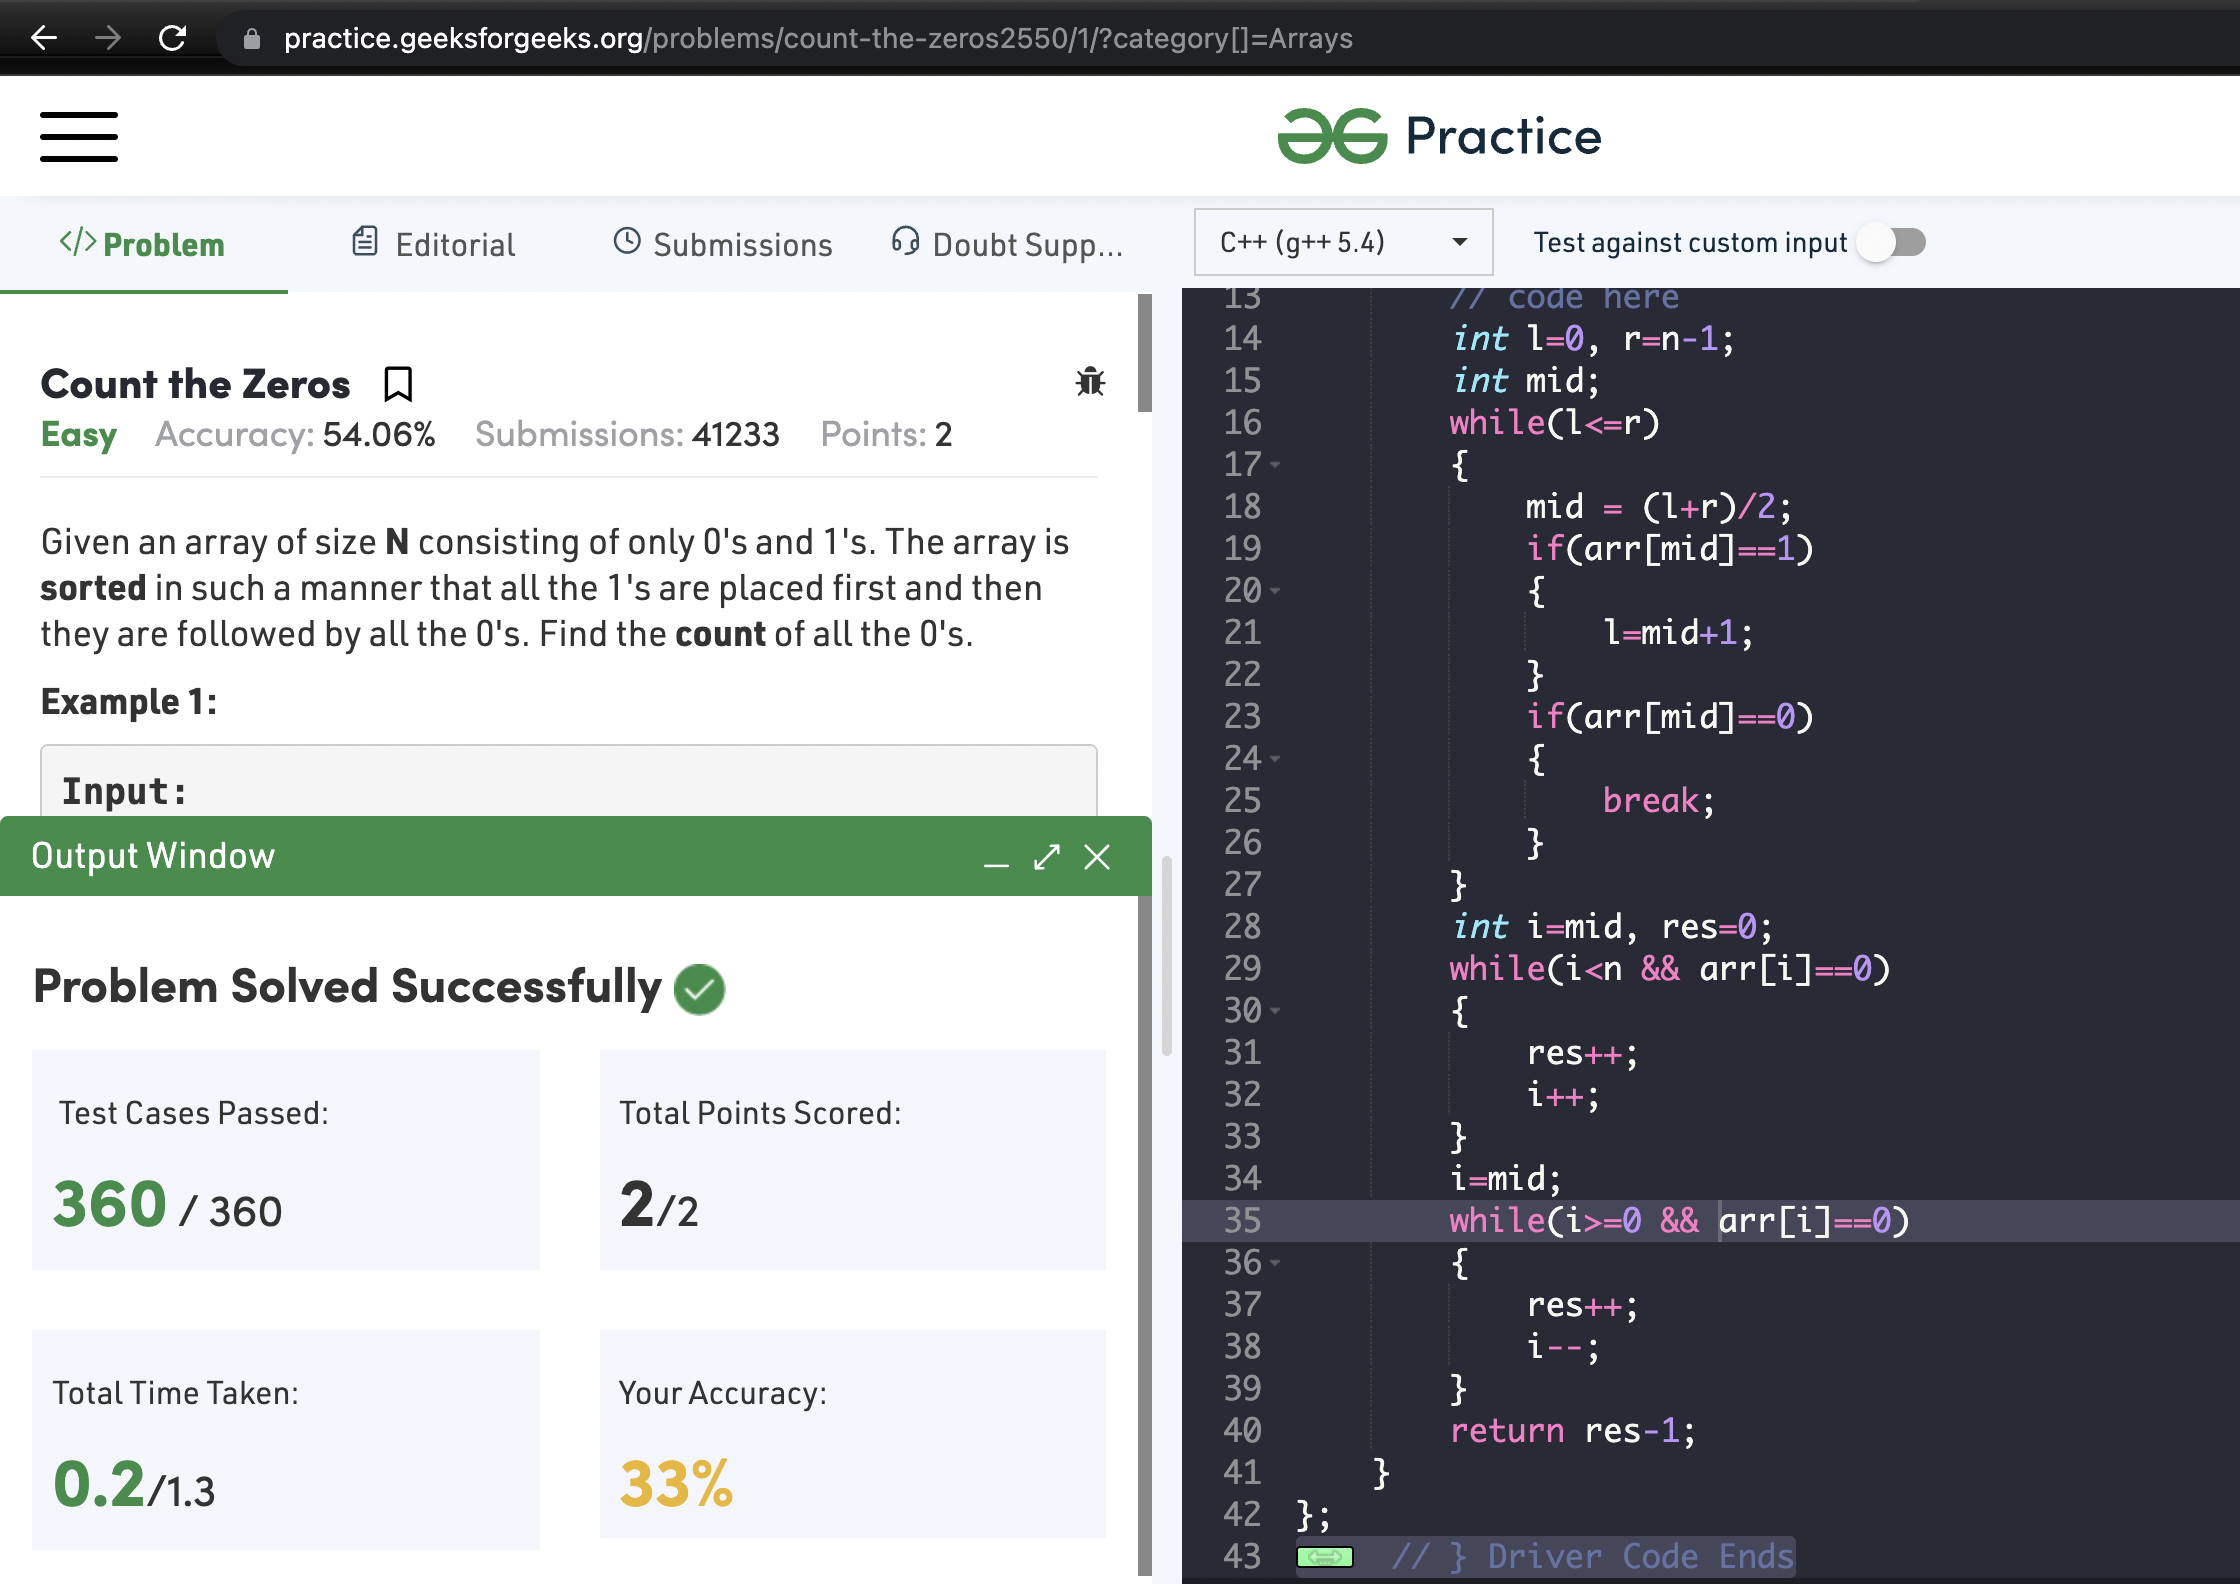 practice.geeksforgeeks.org/problems/count-the-zeros2550/1/?category[]=Arrays
Practice
</> Problem
Editorial
Submissions
Doubt Supp...
C++ (g++ 5.4)
Test against custom input
Count the Zeros
Easy Accuracy: 54.06% Submissions: 41233 Points: 2
Given an array of size N consisting of only 0's and 1's. The array is
sorted in such a manner that all the 1's are placed first and then
they are followed by all the 0's. Find the count of all the 0's.
Example 1:
Input:
Output Window
Problem Solved Successfully
Test Cases Passed:
360 / 360
Total Points Scored:
2/2
Total Time Taken:
0.2/1.3
Your Accuracy:
33%
13 // code here
14 int l=0, r=n-1;
15 int mid;
16 while(l<=r)
17 {
18 mid = (l+r)/2;
19 if(arr[mid]==1)
20 {
21 l=mid+1;
22 }
23 if(arr[mid]==0)
24 {
25 break;
26 }
27 }
28 int i=mid, res=0;
29 while(i<n && arr[i]==0)
30 {
31 res++;
32 i++;
33 }
34 i=mid;
35 while(i>=0 && arr[i]==0)
36 {
37 res++;
38 i--;
39 }
40 return res-1;
41 }
42 };
43 // } Driver Code Ends